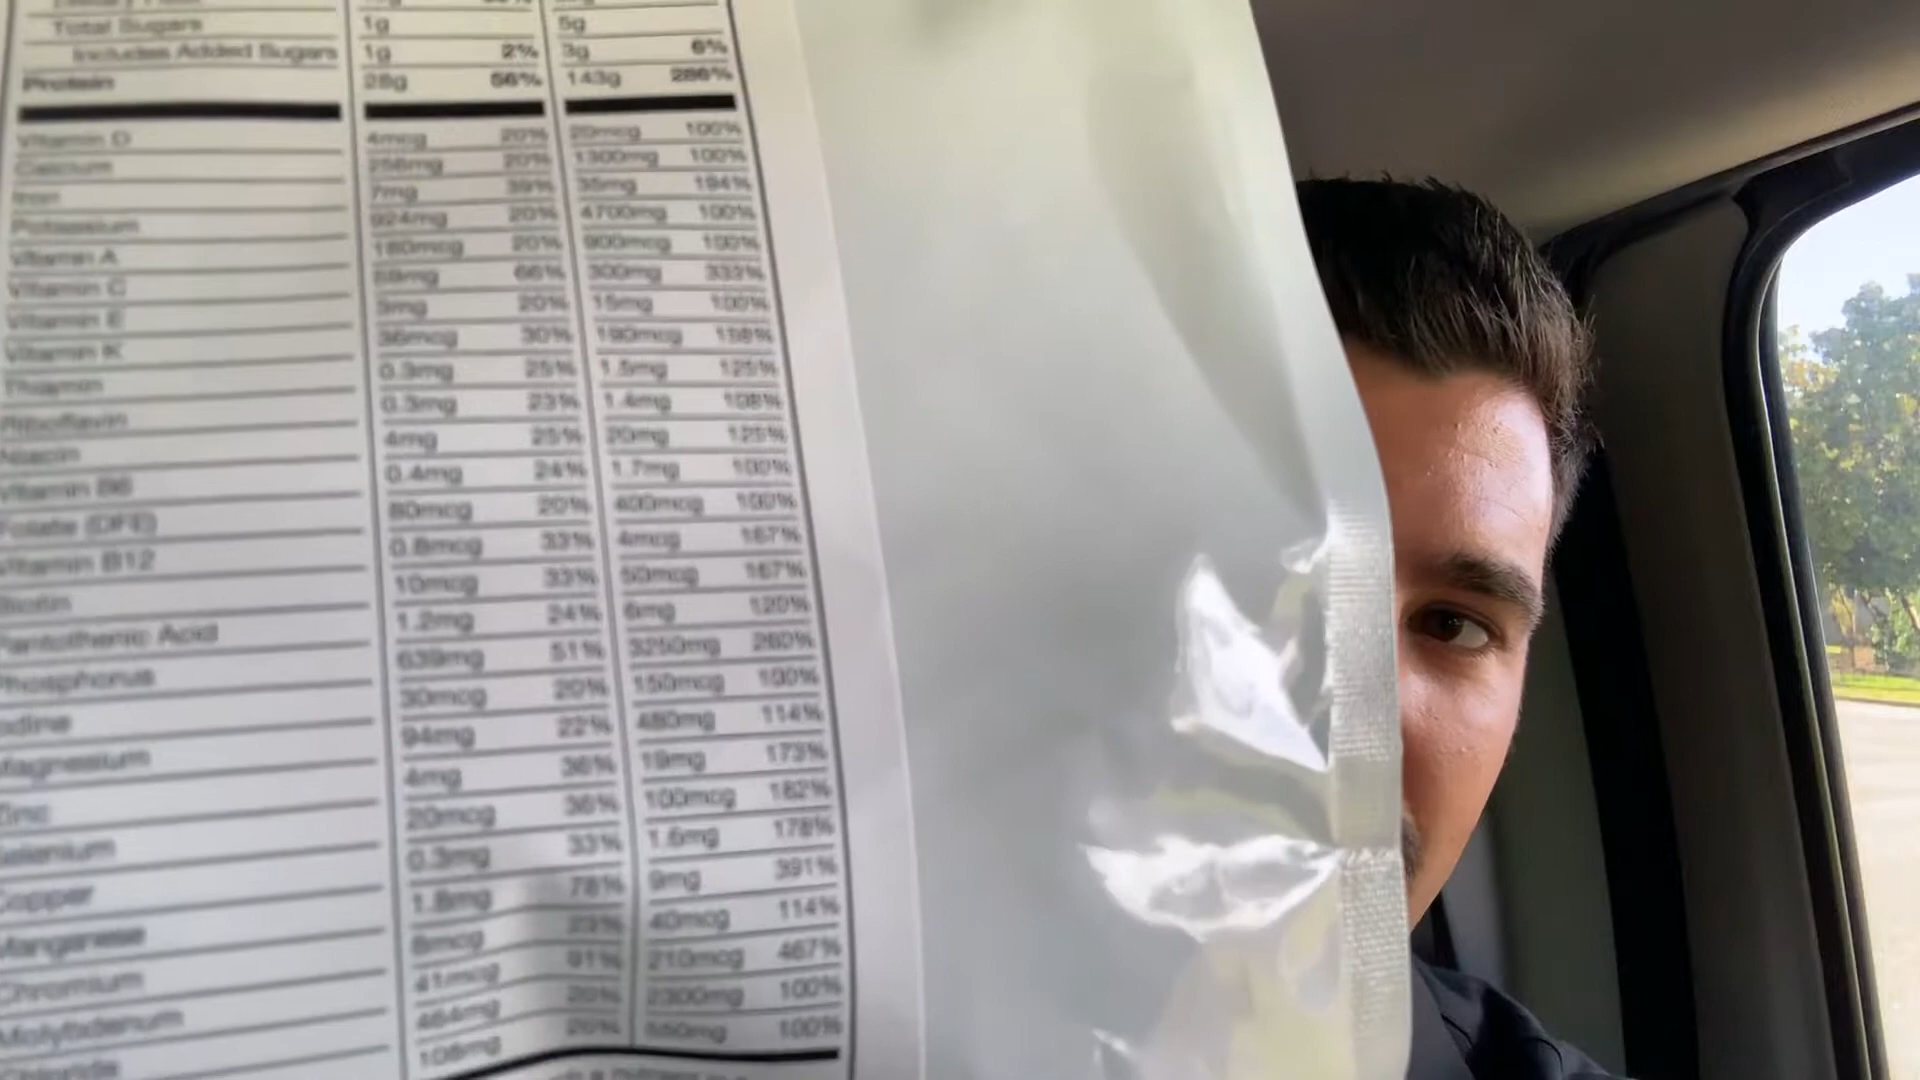 Total Sugars 1g 5g
Includes Added Sugars 1g 2% 3g 6%
Protein 28g 56% 143g 286%
Vitamin D 4mcg 20% 20mcg 100%
Calcium 256mg 20% 1300mg 100%
Iron 7mg 39% 35mg 194%
Potassium 924mg 20% 4700mg 100%
Vitamin A 180mcg 20% 900mcg 100%
Vitamin C 59mg 66% 300mg 333%
Vitamin E 3mg 20% 15mg 100%
Vitamin K 36mcg 30% 190mcg 158%
Thiamin 0.3mg 25% 1.5mg 125%
Riboflavin 0.3mg 23% 1.4mg 108%
Niacin 4mg 25% 20mg 125%
Vitamin B6 0.4mg 24% 1.7mg 100%
Folate (DFE) 80mcg 20% 400mcg 100%
Vitamin B12 0.8mcg 33% 4mcg 167%
Biotin 10mcg 33% 50mcg 167%
Pantothenic Acid 1.2mg 24% 6mg 120%
Phosphorus 639mg 51% 3250mg 260%
Iodine 30mcg 20% 150mcg 100%
Magnesium 94mg 22% 480mg 114%
Zinc 4mg 36% 19mg 173%
Selenium 20mcg 36% 100mcg 182%
Copper 0.3mg 33% 1.6mg 178%
Manganese 1.8mg 78% 9mg 391%
Chromium 8mcg 23% 40mcg 114%
Molybdenum 41mcg 91% 210mcg 467%
Chloride 464mg 20% 2300mg 100%
108mg 20% 550mg 100%